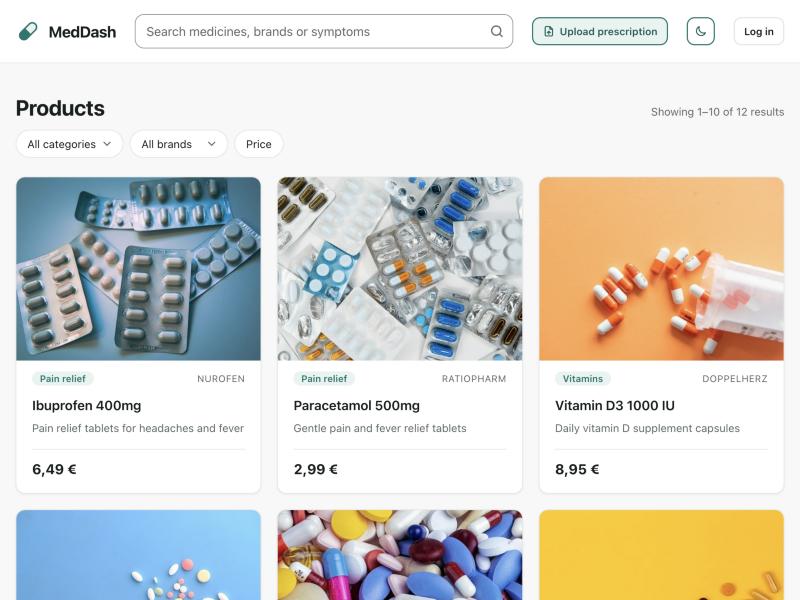 MedDash
Search medicines, brands or symptoms
Upload prescription
Log in
Products
Showing 1–10 of 12 results
All categories
All brands
Price
Pain relief
NUROFEN
Ibuprofen 400mg
Pain relief tablets for headaches and fever
6,49 €
Pain relief
RATIOPHARM
Paracetamol 500mg
Gentle pain and fever relief tablets
2,99 €
Vitamins
DOPPELHERZ
Vitamin D3 1000 IU
Daily vitamin D supplement capsules
8,95 €